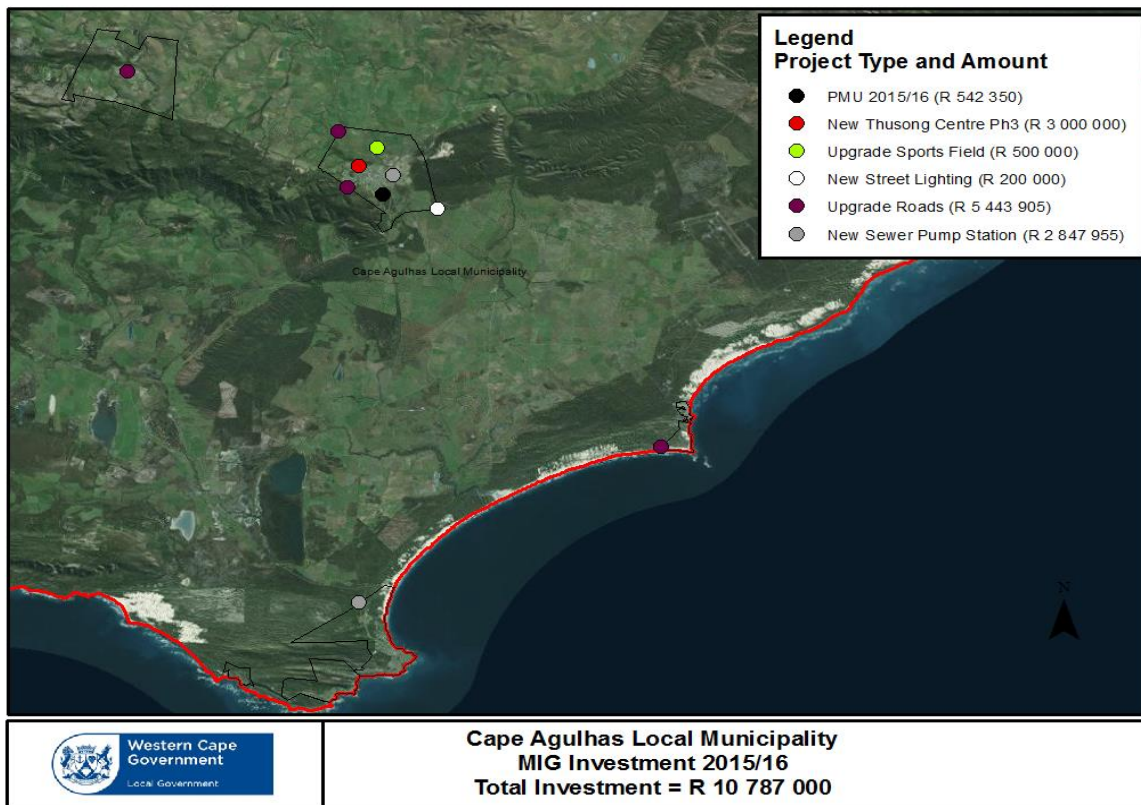 Legend
Project Type and Amount
PMU 2015/16 (R 542 350)
New Thusong Centre Ph3 (R 3 000 000)
Upgrade Sports Field (R 500 000)
New Street Lighting (R 200 000)
Upgrade Roads (R 5 443 905)
New Sewer Pump Station (R 2 847 955)
Cape Agulhas Local Municipality
N
Western Cape
Government
Local Government
Cape Agulhas Local Municipality
MIG Investment 2015/16
Total Investment = R 10 787 000